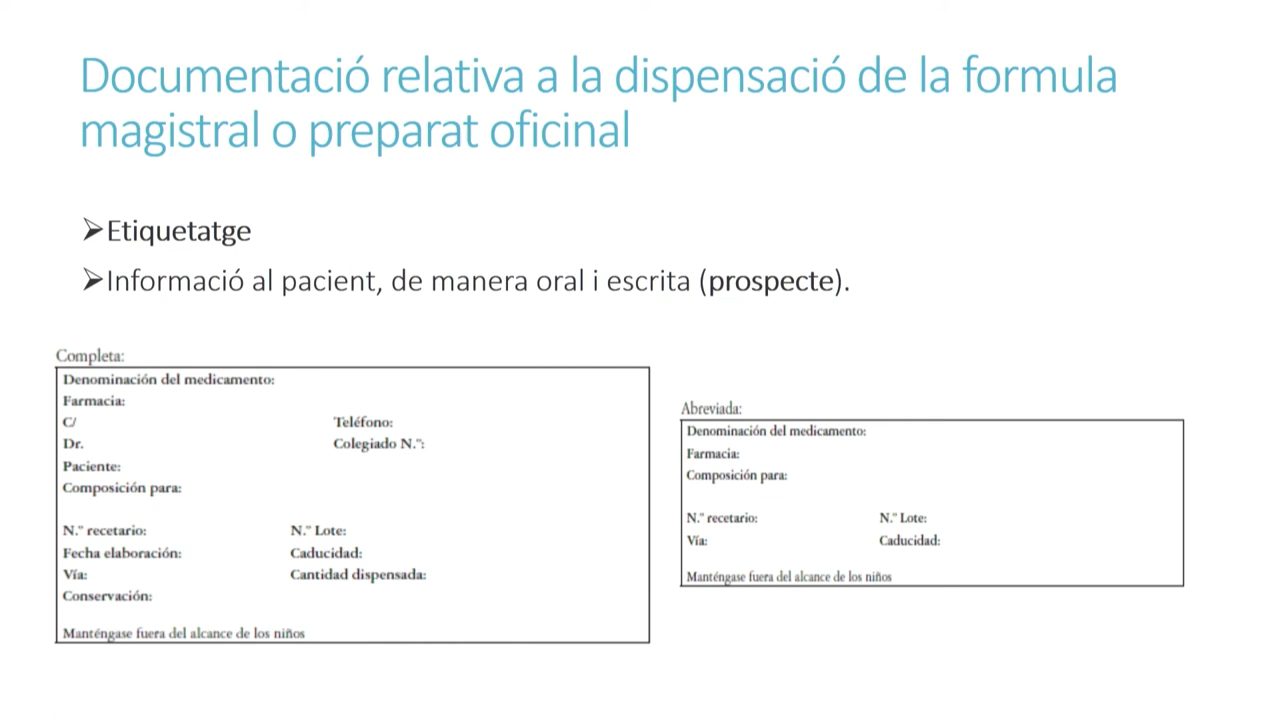 Documentació relativa a la dispensació de la formula
magistral o preparat oficinal
➢Etiquetatge
➢Informació al pacient, de manera oral i escrita (prospecte).
Completa:
Denominación del medicamento:
Farmacia:
C/ Teléfono:
Dr. Colegiado N.º:
Paciente:
Composición para:
N.º recetario: N.º Lote:
Fecha elaboración: Caducidad:
Vía: Cantidad dispensada:
Conservación:
Manténgase fuera del alcance de los niños
Abreviada:
Denominación del medicamento:
Farmacia:
Composición para:
N.º recetario: N.º Lote:
Vía: Caducidad:
Manténgase fuera del alcance de los niños